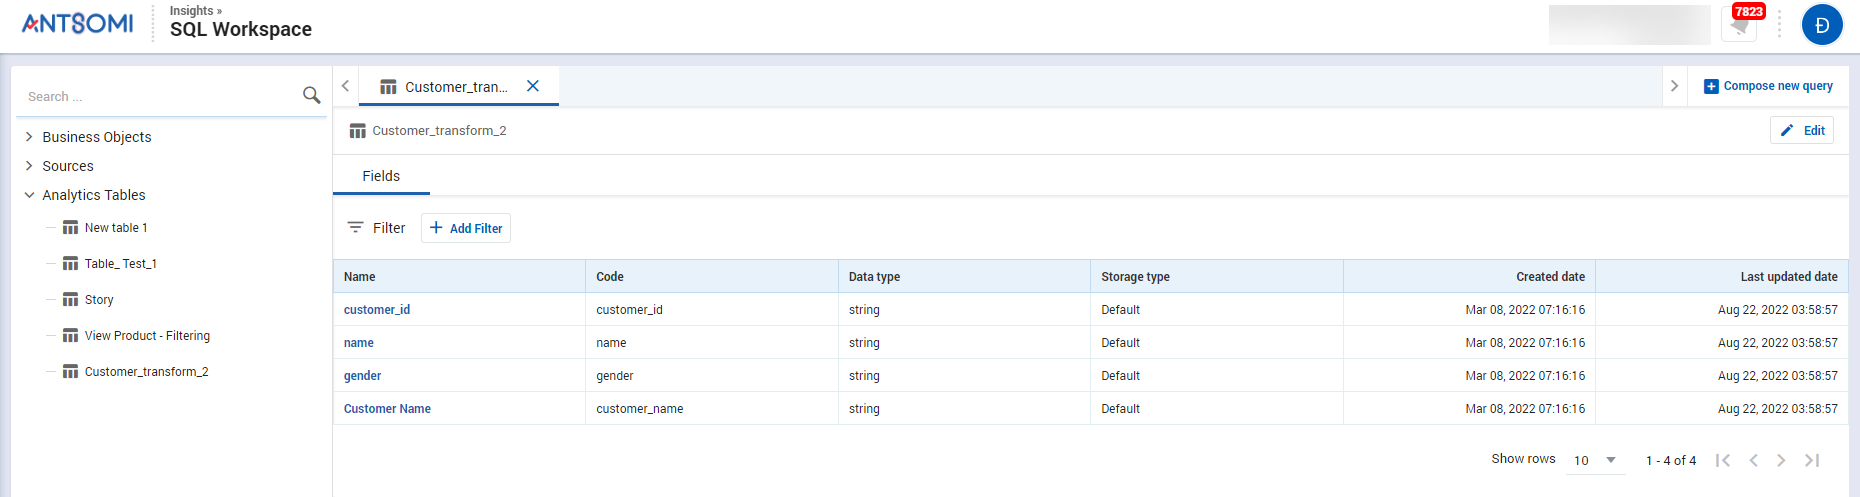 ANTSOMI
Insights »
SQL Workspace
7823
Đ
Search ...
Business Objects
Sources
Analytics Tables
New table 1
Table_ Test_1
Story
View Product - Filtering
Customer_transform_2
Customer_tran...
Compose new query
Customer_transform_2
Edit
Fields
Filter
Add Filter
Name Code Data type Storage type Created date Last updated date
customer_id customer_id string Default Mar 08, 2022 07:16:16 Aug 22, 2022 03:58:57
name name string Default Mar 08, 2022 07:16:16 Aug 22, 2022 03:58:57
gender gender string Default Mar 08, 2022 07:16:16 Aug 22, 2022 03:58:57
Customer Name customer_name string Default Mar 08, 2022 07:16:16 Aug 22, 2022 03:58:57
Show rows 10 1 - 4 of 4